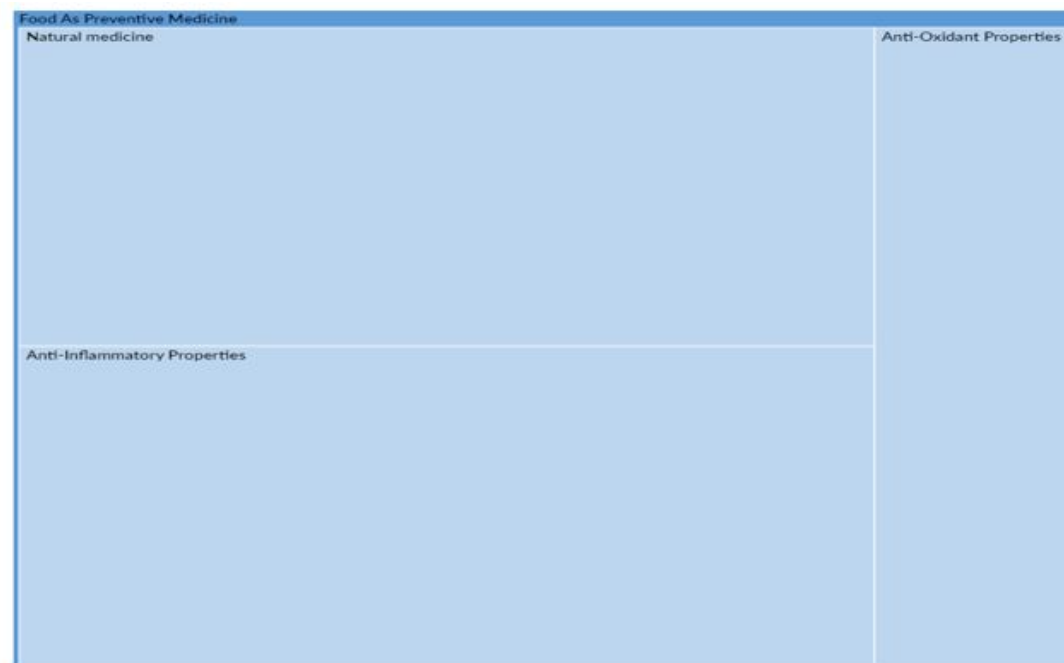 Food As Preventive Medicine
Natural medicine
Anti-Oxidant Properties
Anti-Inflammatory Properties